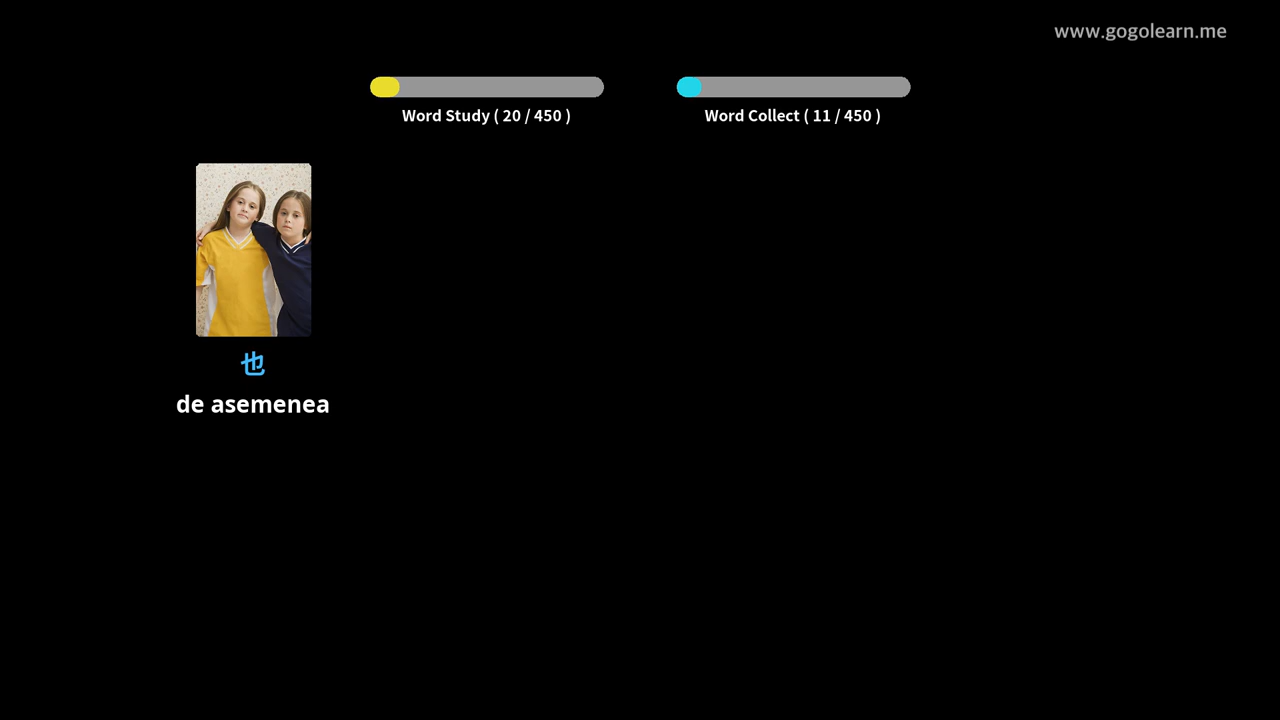 www.gogolearn.me
Word Study ( 20 / 450 )
Word Collect ( 11 / 450 )
也
de asemenea